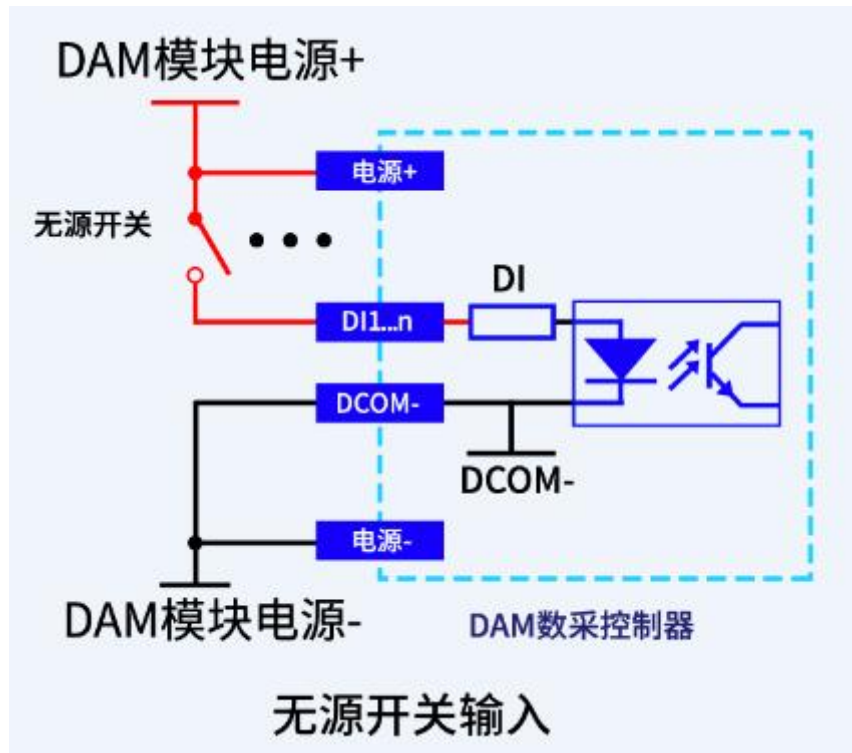 DAM模块电源+
电源+
无源开关
DI
DI1...n
DCOM-
DCOM-
电源-
DAM模块电源-
DAM数采控制器
无源开关输入